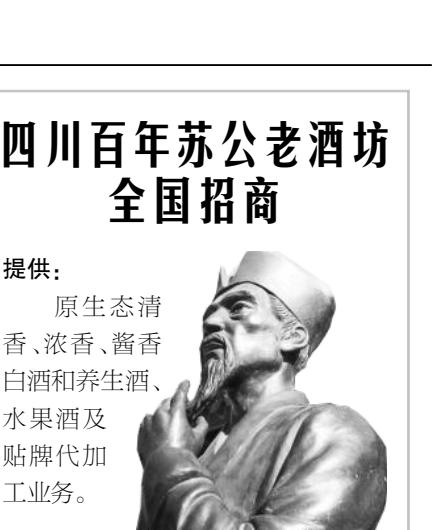 四川百年苏公老酒坊
全国招商
提供：
原生态清
香、浓香、酱香
白酒和养生酒、
水果酒及
贴牌代加
工业务。